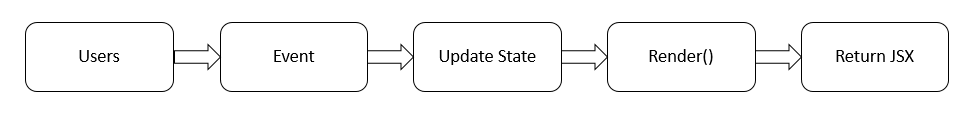 Users
Event
Update State
Render()
Return JSX